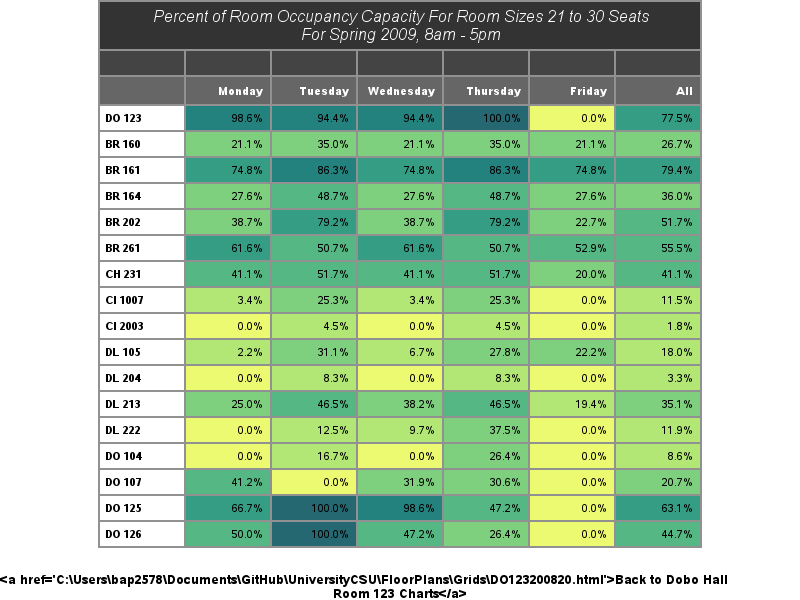 Percent of Room Occupancy Capacity For Room Sizes 21 to 30 Seats
For Spring 2009, 8am - 5pm
Monday Tuesday Wednesday Thursday Friday All
DO 123 98.6% 94.4% 94.4% 100.0% 0.0% 77.5%
BR 160 21.1% 35.0% 21.1% 35.0% 21.1% 26.7%
BR 161 74.8% 86.3% 74.8% 86.3% 74.8% 79.4%
BR 164 27.6% 48.7% 27.6% 48.7% 27.6% 36.0%
BR 202 38.7% 79.2% 38.7% 79.2% 22.7% 51.7%
BR 261 61.6% 50.7% 61.6% 50.7% 52.9% 55.5%
CH 231 41.1% 51.7% 41.1% 51.7% 20.0% 41.1%
CI 1007 3.4% 25.3% 3.4% 25.3% 0.0% 11.5%
CI 2003 0.0% 4.5% 0.0% 4.5% 0.0% 1.8%
DL 105 2.2% 31.1% 6.7% 27.8% 22.2% 18.0%
DL 204 0.0% 8.3% 0.0% 8.3% 0.0% 3.3%
DL 213 25.0% 46.5% 38.2% 46.5% 19.4% 35.1%
DL 222 0.0% 12.5% 9.7% 37.5% 0.0% 11.9%
DO 104 0.0% 16.7% 0.0% 26.4% 0.0% 8.6%
DO 107 41.2% 0.0% 31.9% 30.6% 0.0% 20.7%
DO 125 66.7% 100.0% 98.6% 47.2% 0.0% 63.1%
DO 126 50.0% 100.0% 47.2% 26.4% 0.0% 44.7%
<a href='C:\Users\bap2578\Documents\GitHub\UniversityCSU\FloorPlans\Grids\DO123200820.html'>Back to Dobo Hall
Room 123 Charts</a>